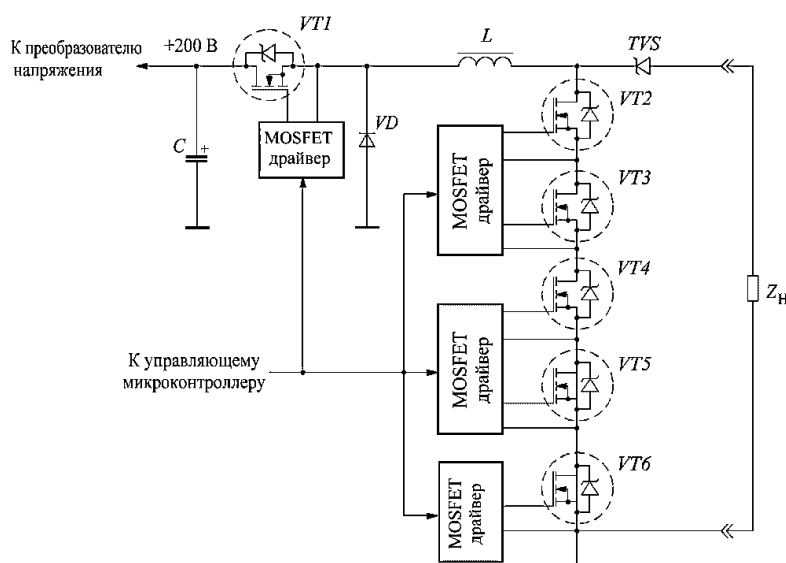 К преобразователю
напряжения
+200 В
VT1
L
TVS
VT2
C
+
MOSFET
драйвер
VD
MOSFET
драйвер
VT3
VT4
Zн
К управляющему
микроконтроллеру
MOSFET
драйвер
VT5
VT6
MOSFET
драйвер